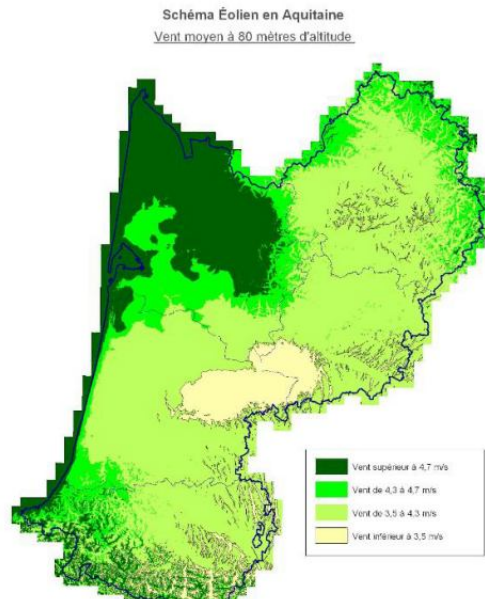 Schéma Éolien en Aquitaine
Vent moyen à 80 mètres d'altitude
Vent supérieur à 4,7 m/s
Vent de 4,3 à 4,7 m/s
Vent de 3,5 à 4,3 m/s
Vent inférieur à 3,5 m/s